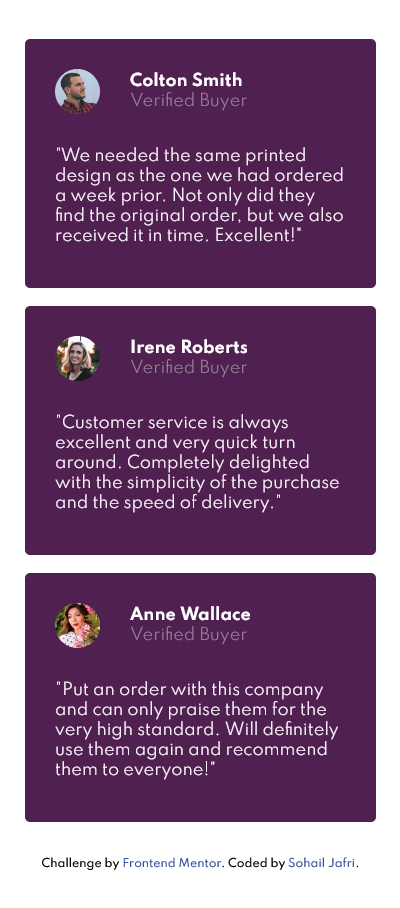 Colton Smith
Verified Buyer
"We needed the same printed
design as the one we had ordered
a week prior. Not only did they
find the original order, but we also
received it in time. Excellent!"
Irene Roberts
Verified Buyer
"Customer service is always
excellent and very quick turn
around. Completely delighted
with the simplicity of the purchase
and the speed of delivery."
Anne Wallace
Verified Buyer
"Put an order with this company
and can only praise them for the
very high standard. Will definitely
use them again and recommend
them to everyone!"
Challenge by Frontend Mentor. Coded by Sohail Jafri.